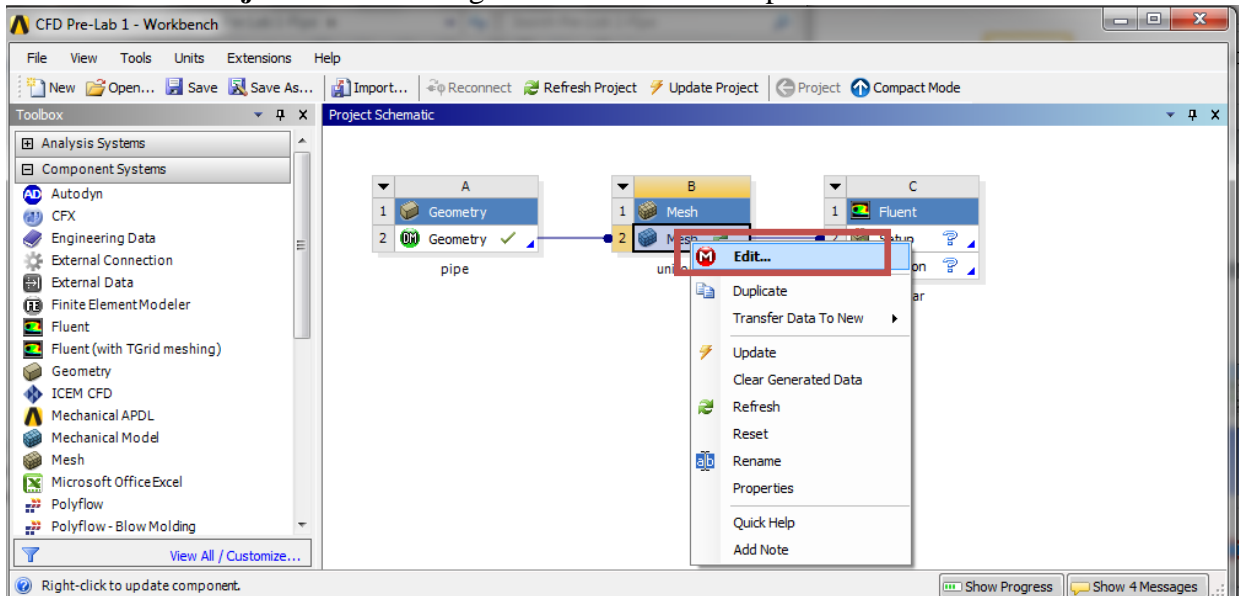 CFD Pre-Lab 1 - Workbench
File View Tools Units Extensions Help
New Open... Save Save As... Import... Reconnect Refresh Project Update Project Project Compact Mode
Toolbox
Project Schematic
Analysis Systems
Component Systems
Autodyn
CFX
Engineering Data
External Connection
External Data
Finite Element Modeler
Fluent
Fluent (with TGrid meshing)
Geometry
ICEM CFD
Mechanical APDL
Mechanical Model
Mesh
Microsoft Office Excel
Polyflow
Polyflow - Blow Molding
View All / Customize...
A
1 Geometry
2 Geometry
pipe
B
1 Mesh
2 Mesh
C
1 Fluent
2 Setup
Edit...
Duplicate
Transfer Data To New
Update
Clear Generated Data
Refresh
Reset
Rename
Properties
Quick Help
Add Note
Right-click to update component.
Show Progress
Show 4 Messages